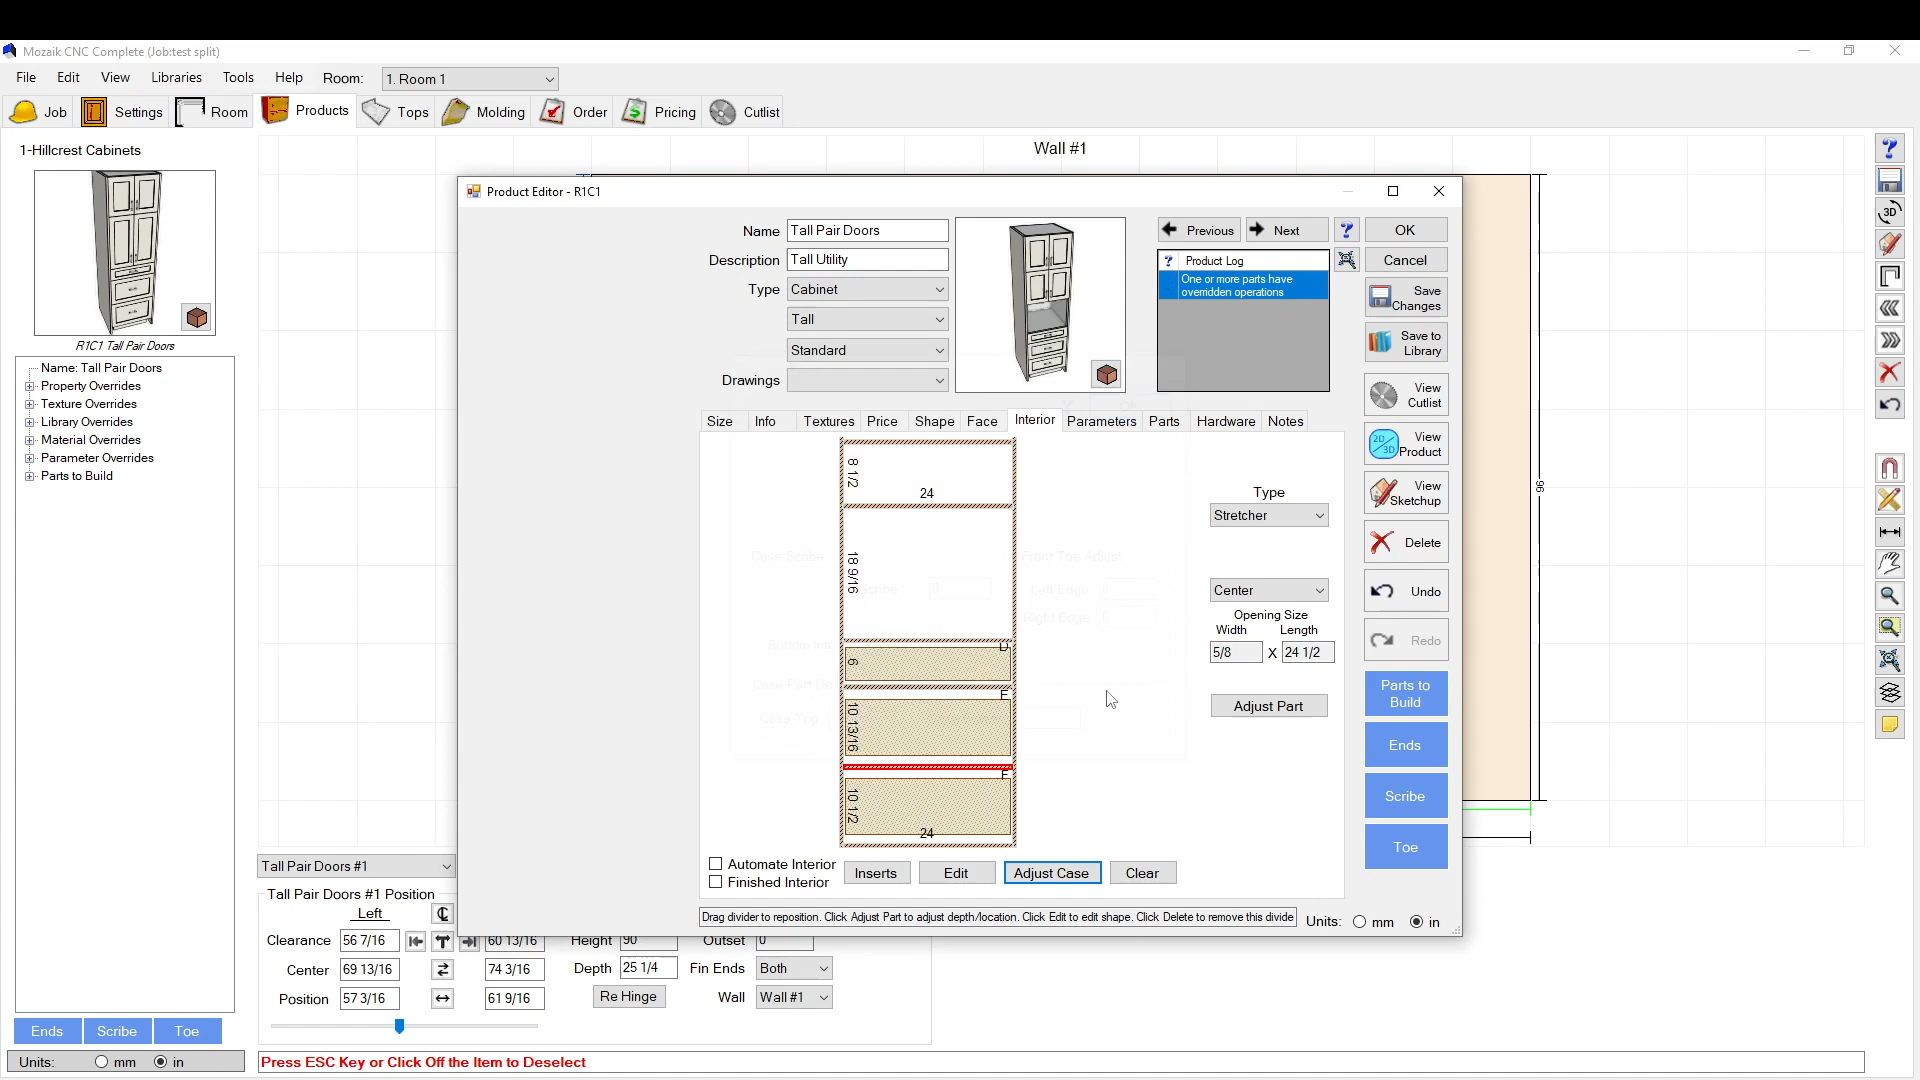 Mozaik CNC Complete (Job:test split)
File Edit View Libraries Tools Help Room: 1. Room 1
Job Settings Room Products Tops Molding Order Pricing Cutlist
1-Hillcrest Cabinets
Wall #1
R1C1 Tall Pair Doors
Name: Tall Pair Doors
Property Overrides
Texture Overrides
Library Overrides
Material Overrides
Parameter Overrides
Parts to Build
Product Editor - R1C1
Name Tall Pair Doors
Description Tall Utility
Type Cabinet
Tall
Standard
Drawings
Previous Next ? OK
? Product Log
One or more parts have
overridden operations
Cancel
Save
Changes
Save to
Library
View
Cutlist
2D/3D
View
Product
View
Sketchup
Delete
Undo
Redo
Parts to
Build
Ends
Scribe
Toe
Size Info Textures Price Shape Face Interior Parameters Parts Hardware Notes
8 1/2
24
18 9/16
D
6
F
10 13/16
F
10 1/2
24
Type
Stretcher
Center
Opening Size
Width Length
5/8 X 24 1/2
Adjust Part
Automate Interior
Finished Interior
Inserts Edit Adjust Case Clear
Drag divider to reposition. Click Adjust Part to adjust depth/location. Click Edit to edit shape. Click Delete to remove this divide
Units: mm in
96
?
3D
Tall Pair Doors #1
Tall Pair Doors #1 Position
Left
Clearance 56 7/16 60 13/16 Height 90 Outset 0
Center 69 13/16 74 3/16 Depth 25 1/4 Fin Ends Both
Position 57 3/16 61 9/16 Re Hinge Wall Wall #1
Ends Scribe Toe
Units: mm in
Press ESC Key or Click Off the Item to Deselect